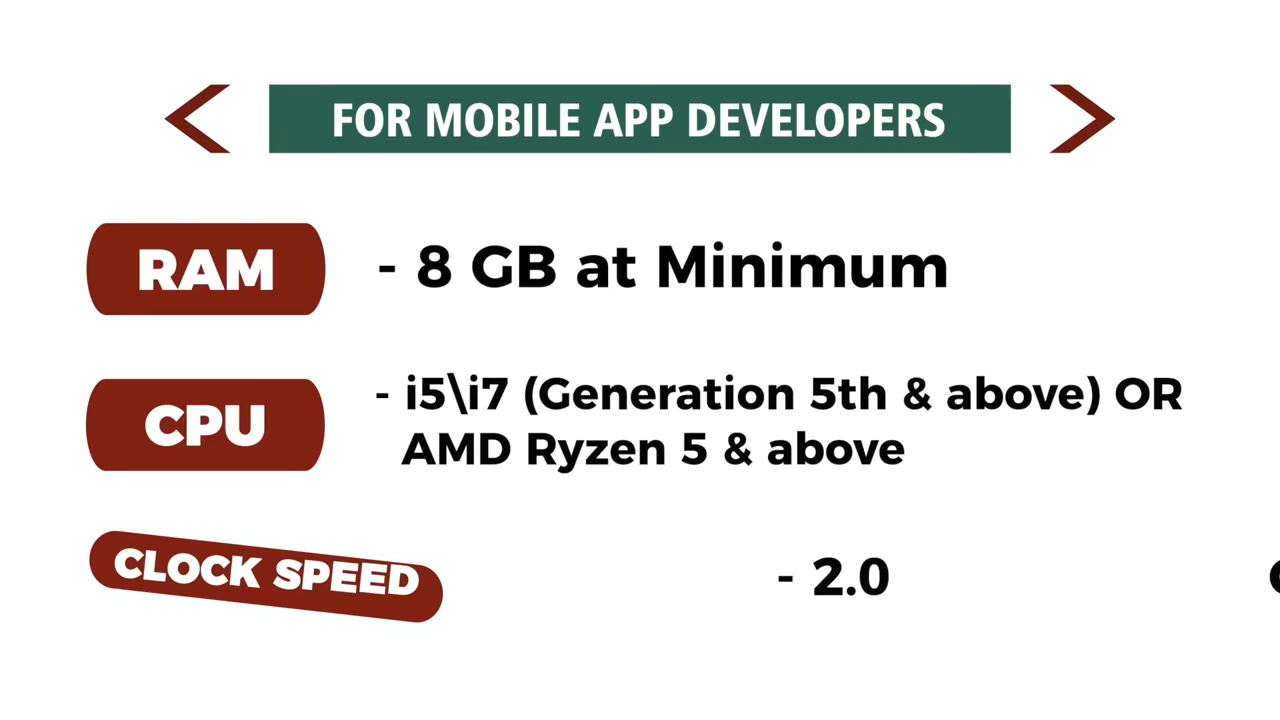 FOR MOBILE APP DEVELOPERS
RAM
- 8 GB at Minimum
CPU
- i5\i7 (Generation 5th & above) OR
AMD Ryzen 5 & above
CLOCK SPEED
- 2.0